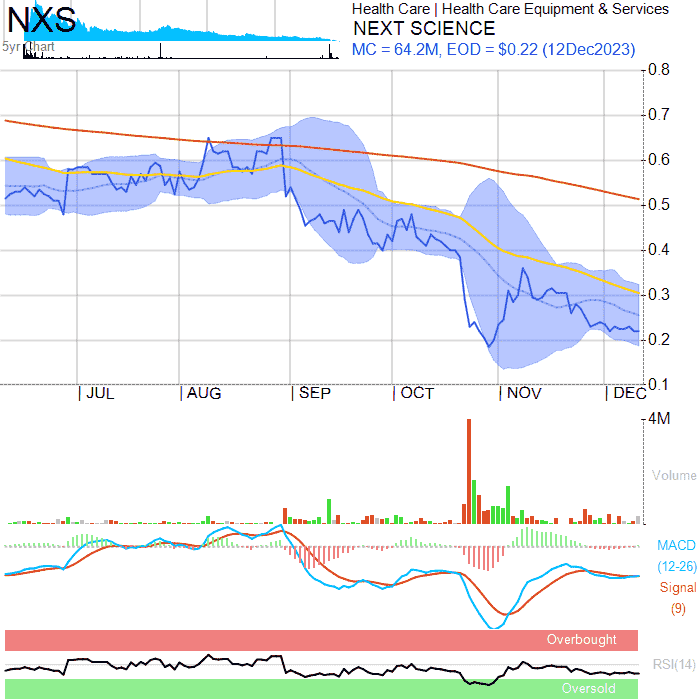 NXS
5yr Chart
Health Care | Health Care Equipment & Services
NEXT SCIENCE
MC = 64.2M, EOD = $0.22 (12Dec2023)
0.8
0.7
0.6
0.5
0.4
0.3
0.2
0.1
| JUL | AUG | SEP | OCT | NOV | DEC
4M
Volume
MACD
(12-26)
Signal
(9)
Overbought
RSI(14)
Oversold